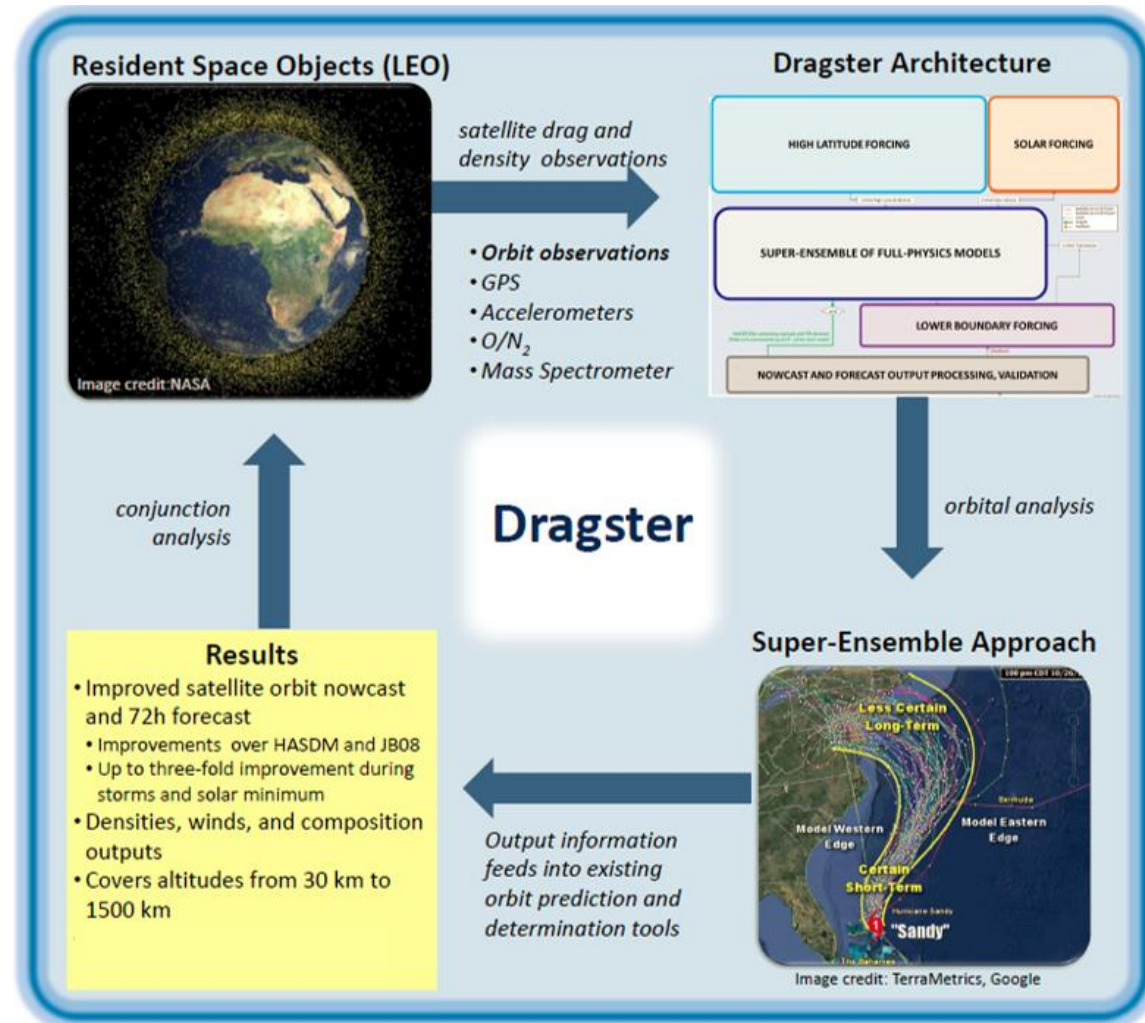 Resident Space Objects (LEO)
Image credit:NASA
satellite drag and
density observations
• Orbit observations
• GPS
• Accelerometers
• O/N₂
• Mass Spectrometer
Dragster Architecture
HIGH LATITUDE FORCING
SOLAR FORCING
SUPER-ENSEMBLE OF FULL-PHYSICS MODELS
LOWER BOUNDARY FORCING
NOWCAST AND FORECAST OUTPUT PROCESSING, VALIDATION
conjunction
analysis
Dragster
orbital analysis
Results
• Improved satellite orbit nowcast
and 72h forecast
• Improvements over HASDM and JB08
• Up to three-fold improvement during
storms and solar minimum
• Densities, winds, and composition
outputs
• Covers altitudes from 30 km to
1500 km
Output information
feeds into existing
orbit prediction and
determination tools
Super-Ensemble Approach
Less Certain
Long-Term
Bermuda
Model Western
Edge
Model Eastern
Edge
Certain
Short-Term
Hurricane Sandy
1
"Sandy"
The Bahamas
Image credit: TerraMetrics, Google